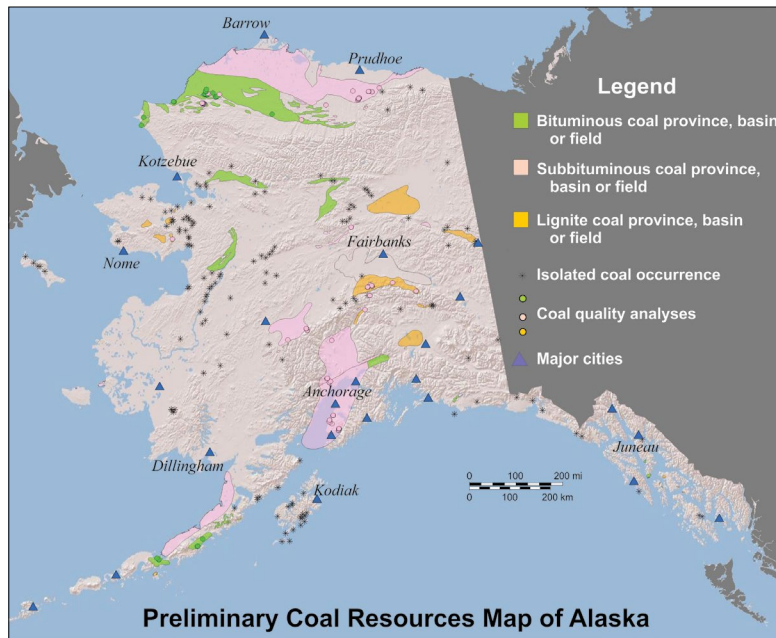 Barrow
Prudhoe
Legend
Bituminous coal province, basin
or field
Subbituminous coal province,
basin or field
Lignite coal province, basin
or field
Isolated coal occurrence
Coal quality analyses
Major cities
Kotzebue
Fairbanks
Nome
Anchorage
Dillingham
Kodiak
Juneau
0 100 200 mi
0 100 200 km
Preliminary Coal Resources Map of Alaska